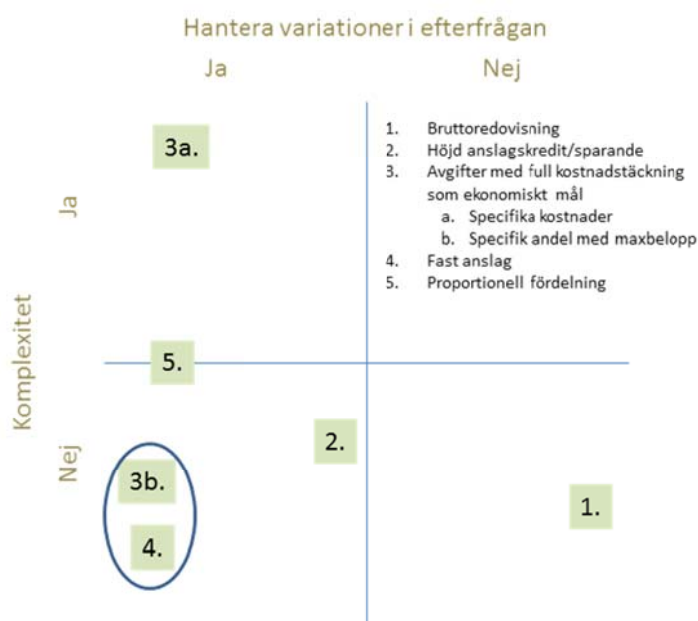 Hantera variationer i efterfrågan
Ja Nej
3a.
1. Bruttoredovisning
2. Höjd anslagskredit/sparande
3. Avgifter med full kostnadstäckning
som ekonomiskt mål
a. Specifika kostnader
b. Specifik andel med maxbelopp
4. Fast anslag
5. Proportionell fördelning
Ja
Komplexitet
5.
2.
Nej
3b.
1.
4.